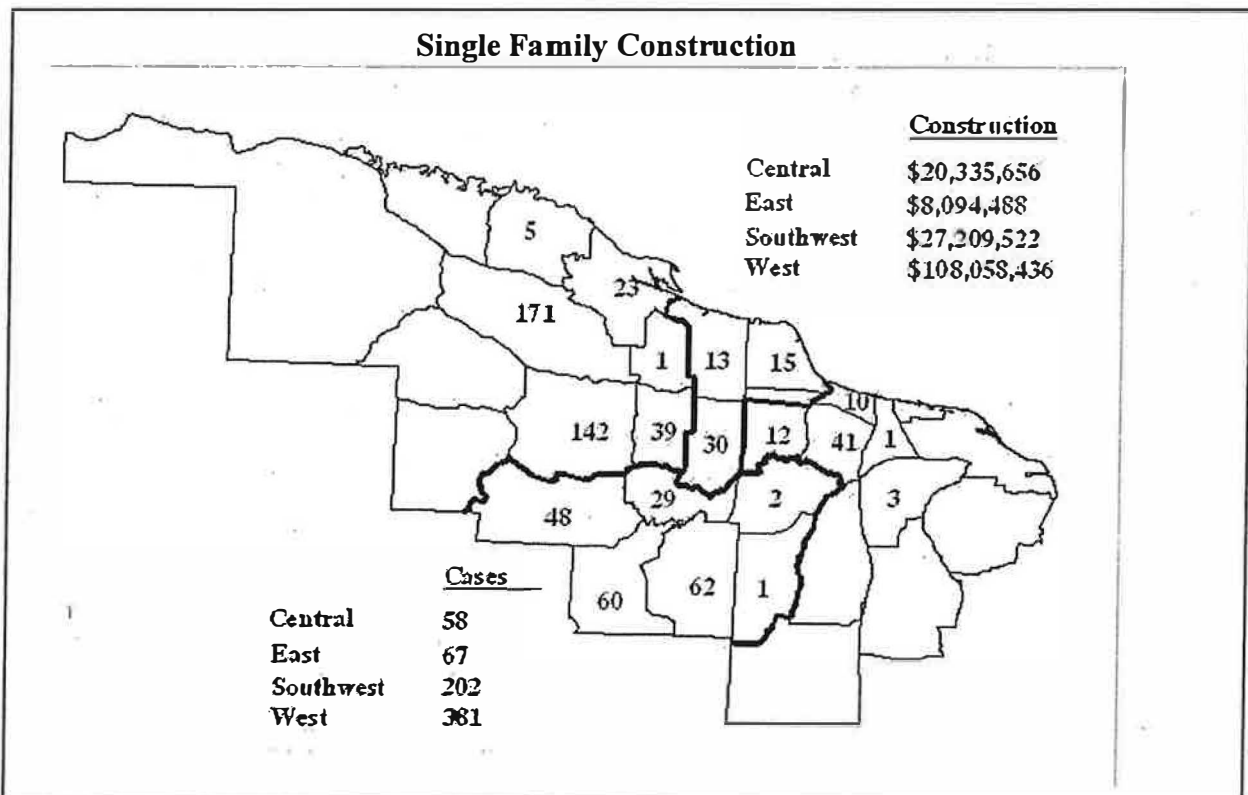 Single Family Construction
Construction
Central $20,335,656
East $8,094,488
Southwest $27,209,522
West $108,058,436
5
23
171
1 13 15
10
142 39 30 12 41 1
48 29 2 3
60 62 1
Cases
Central 58
East 67
Southwest 202
West 381